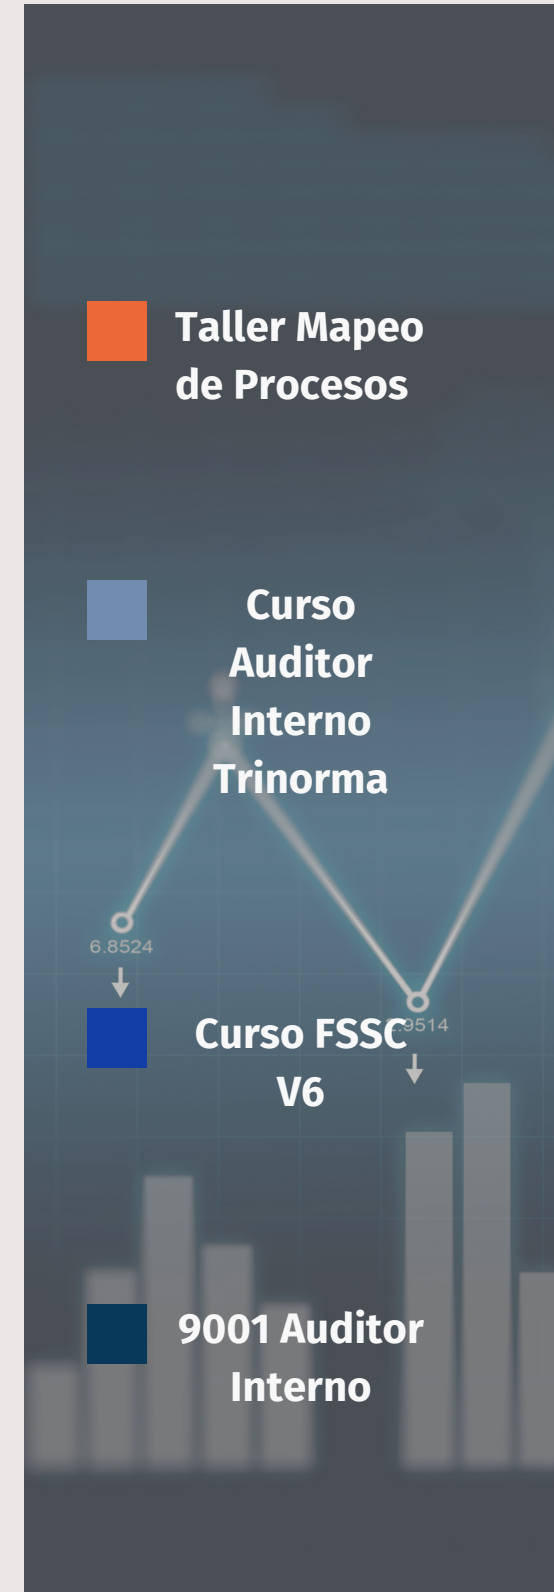 Taller Mapeo
de Procesos
Curso
Auditor
Interno
Trinorma
6.8524
Curso FSSC
V6
9001 Auditor
Interno